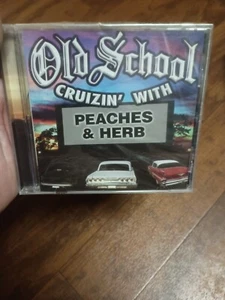 Old School
CRUIZIN' WITH
PEACHES
& HERB